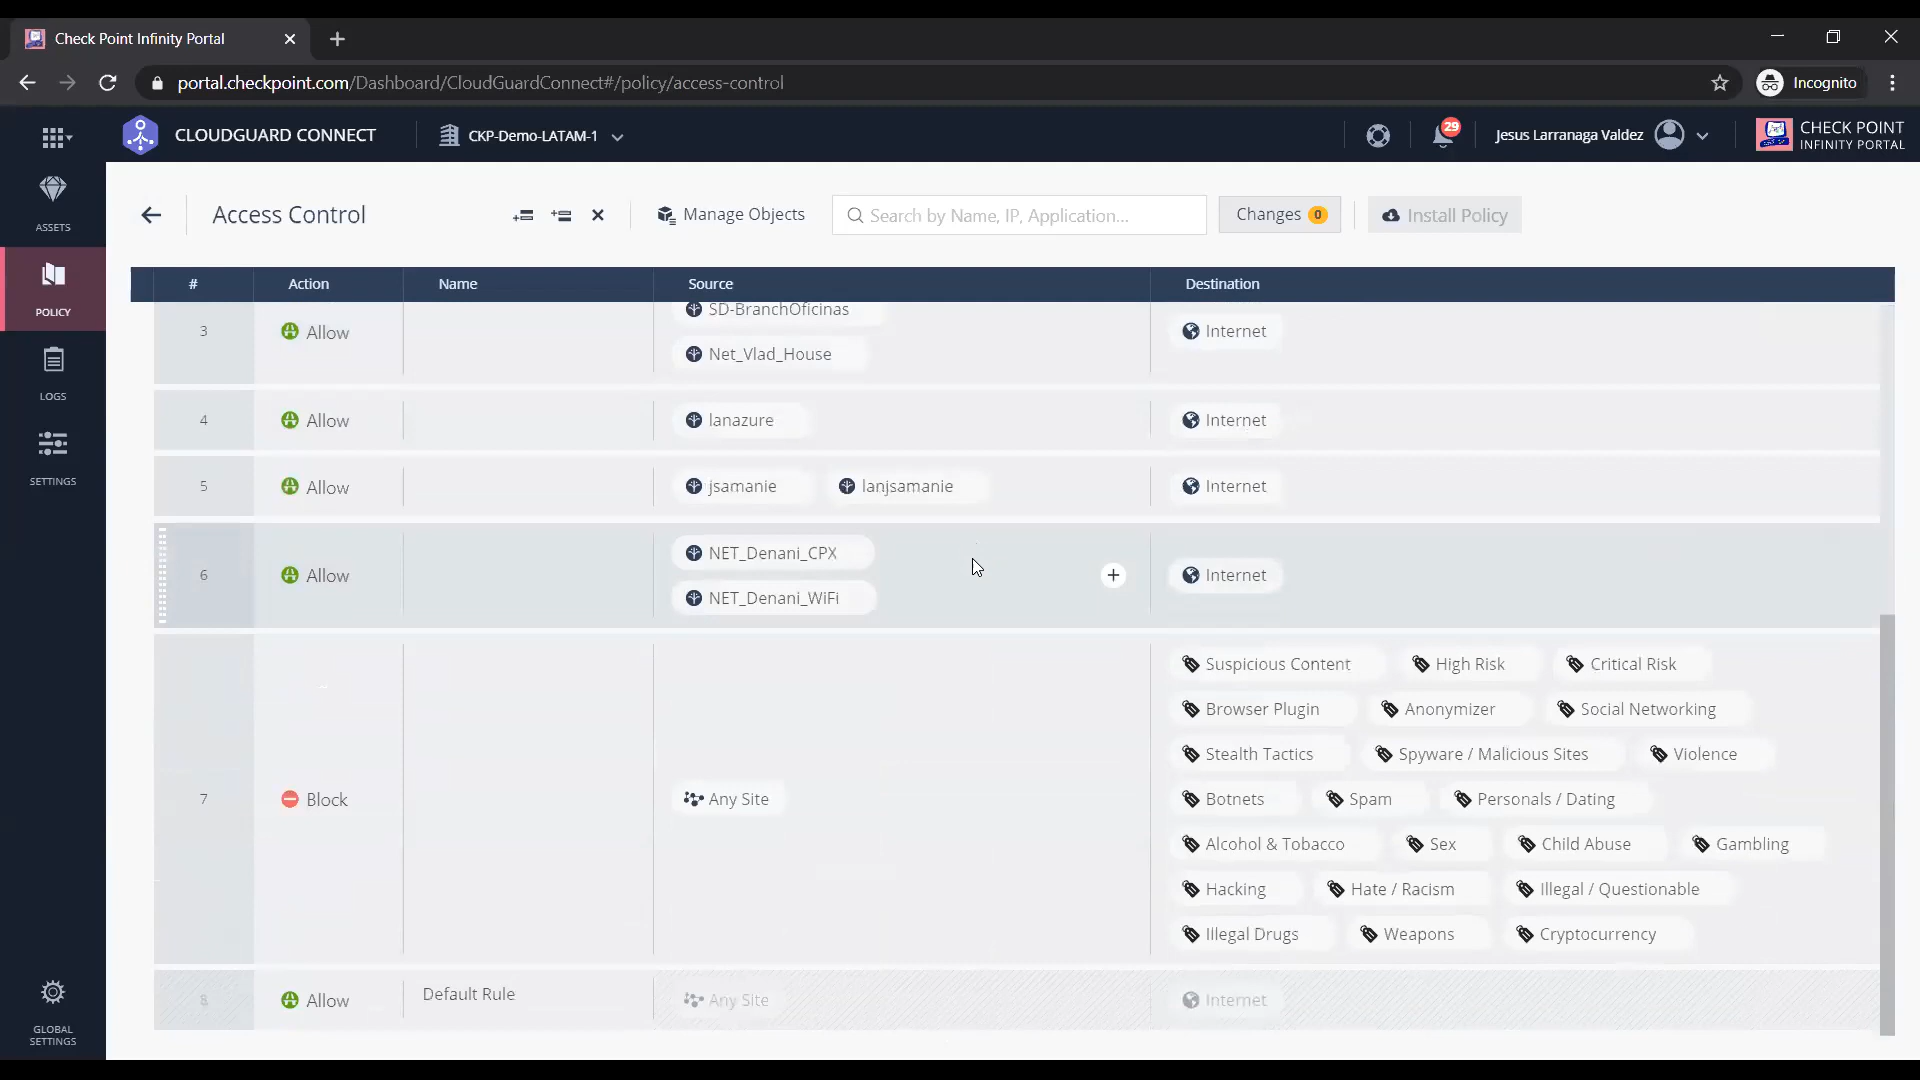 Check Point Infinity Portal
portal.checkpoint.com/Dashboard/CloudGuardConnect#/policy/access-control
Incognito
CLOUDGUARD CONNECT
CKP-Demo-LATAM-1
29
Jesus Larranaga Valdez
CHECK POINT
INFINITY PORTAL
ASSETS
POLICY
LOGS
SETTINGS
GLOBAL
SETTINGS
Access Control
Manage Objects
Search by Name, IP, Application...
Changes 0
Install Policy
# Action Name Source Destination
SD-BranchOficinas
3 Allow Internet
Net_Vlad_House
4 Allow lanazure Internet
5 Allow jsamanie lanjsamanie Internet
NET_Denani_CPX
6 Allow Internet
NET_Denani_WiFi
Suspicious Content High Risk Critical Risk
Browser Plugin Anonymizer Social Networking
Stealth Tactics Spyware / Malicious Sites Violence
7 Block Any Site Botnets Spam Personals / Dating
Alcohol & Tobacco Sex Child Abuse Gambling
Hacking Hate / Racism Illegal / Questionable
Illegal Drugs Weapons Cryptocurrency
8 Allow Default Rule Any Site Internet